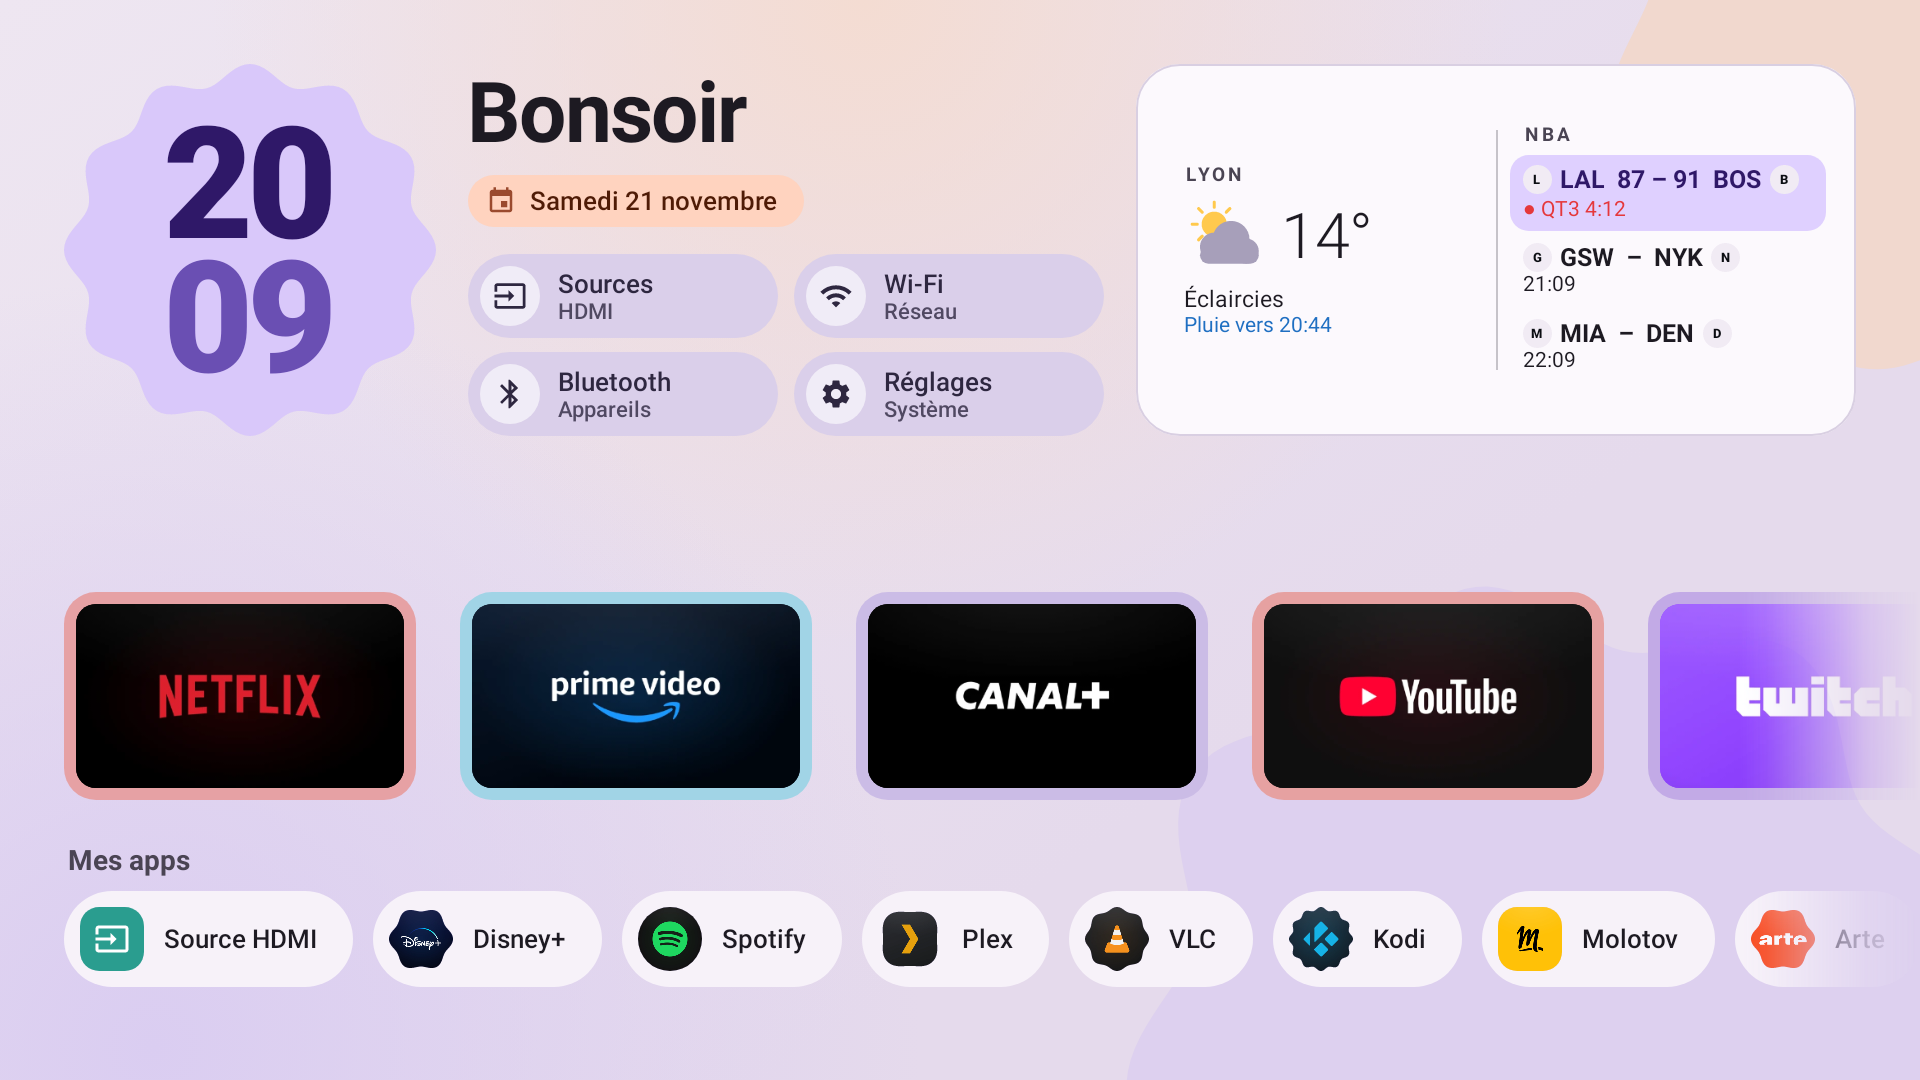 20
09
Bonsoir
Samedi 21 novembre
Sources
HDMI
Wi-Fi
Réseau
Bluetooth
Appareils
Réglages
Système
LYON
14°
Éclaircies
Pluie vers 20:44
NBA
L LAL 87 – 91 BOS B
QT3 4:12
G GSW – NYK N
21:09
M MIA – DEN D
22:09
NETFLIX
prime video
CANAL+
YouTube
twitch
Mes apps
Source HDMI
Disney+ Disney+
Spotify
Plex
VLC
Kodi
M. Molotov
arte Arte